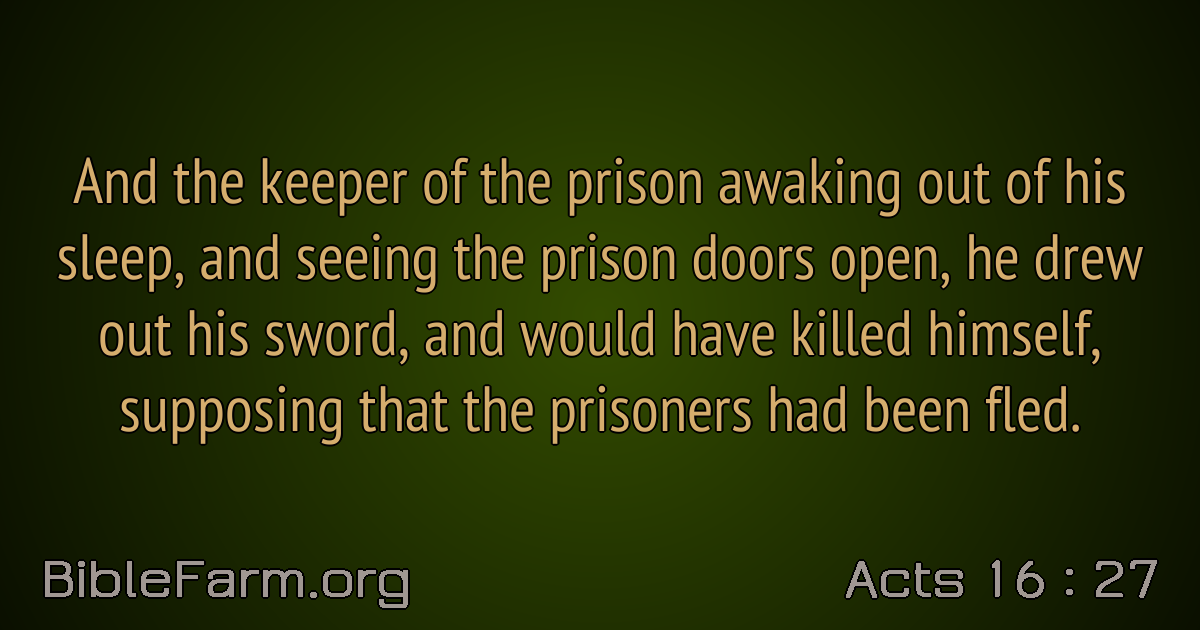 And the keeper of the prison awaking out of his
sleep, and seeing the prison doors open, he drew
out his sword, and would have killed himself,
supposing that the prisoners had been fled.
BibleFarm.org
Acts 16 : 27